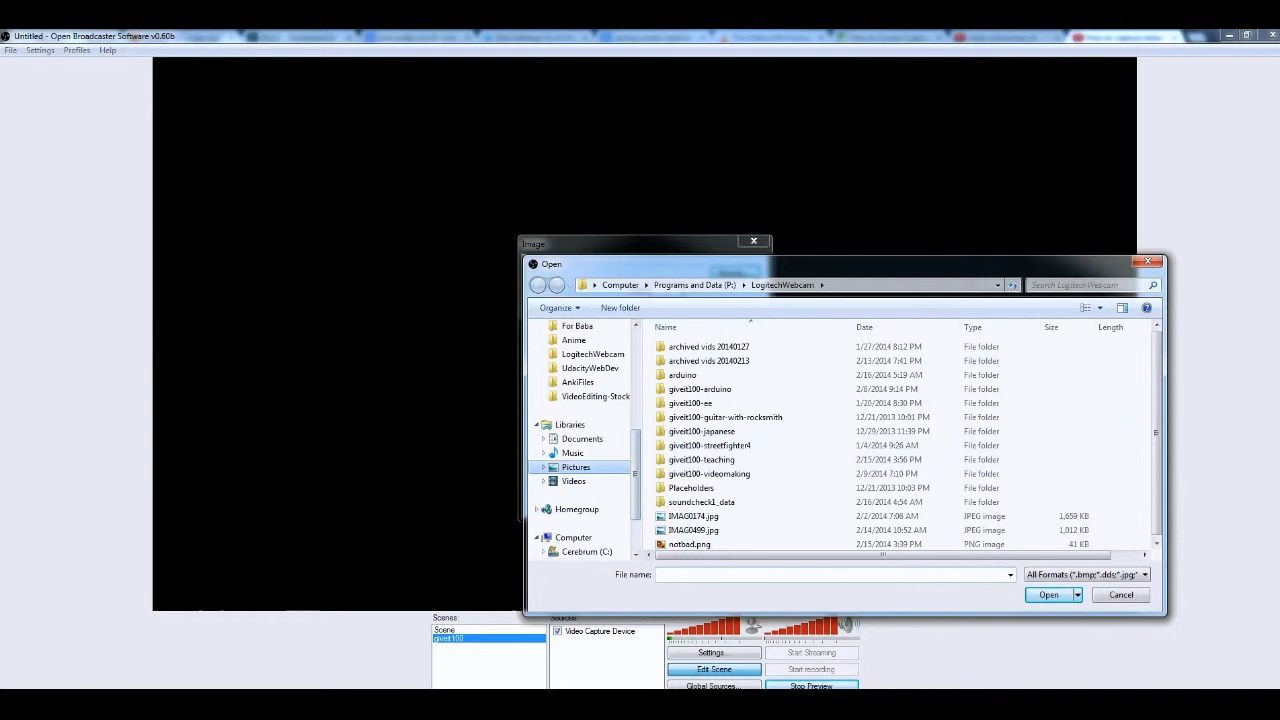 Untitled - Open Broadcaster Software v0.60b
File Settings Profiles Help
Image
Open
Computer Programs and Data (P:) LogitechWebcam
Search LogitechWebcam
Organize New folder
Name Date Type Size Length
For Baba
Anime
LogitechWebcam
UdacityWebDev
AnkiFiles
VideoEditing-Stock
Libraries
Documents
Music
Pictures
Videos
Homegroup
Computer
Cerebrum (C:)
archived vids 20140127 1/27/2014 8:12 PM File folder
archived vids 20140213 2/13/2014 7:41 PM File folder
arduino 2/16/2014 5:19 AM File folder
giveit100-arduino 2/8/2014 9:14 PM File folder
giveit100-ee 1/20/2014 8:30 PM File folder
giveit100-guitar-with-rocksmith 12/21/2013 10:01 PM File folder
giveit100-japanese 12/29/2013 11:39 PM File folder
giveit100-streetfighter4 1/4/2014 9:26 AM File folder
giveit100-teaching 2/15/2014 3:56 PM File folder
giveit100-videomaking 2/9/2014 7:10 PM File folder
Placeholders 12/21/2013 10:03 PM File folder
soundcheck1_data 2/16/2014 4:54 AM File folder
IMAG0174.jpg 2/2/2014 7:06 AM JPEG image 1,659 KB
IMAG0499.jpg 2/14/2014 10:52 AM JPEG image 1,012 KB
notbad.png 2/15/2014 3:39 PM PNG image 41 KB
File name: All Formats (*.bmp;*.dds;*.jpg;*
Open Cancel
Scenes: Sources:
Scene
giveit100
Video Capture Device
Settings... Start Streaming
Edit Scene Start recording
Global Sources... Stop Preview